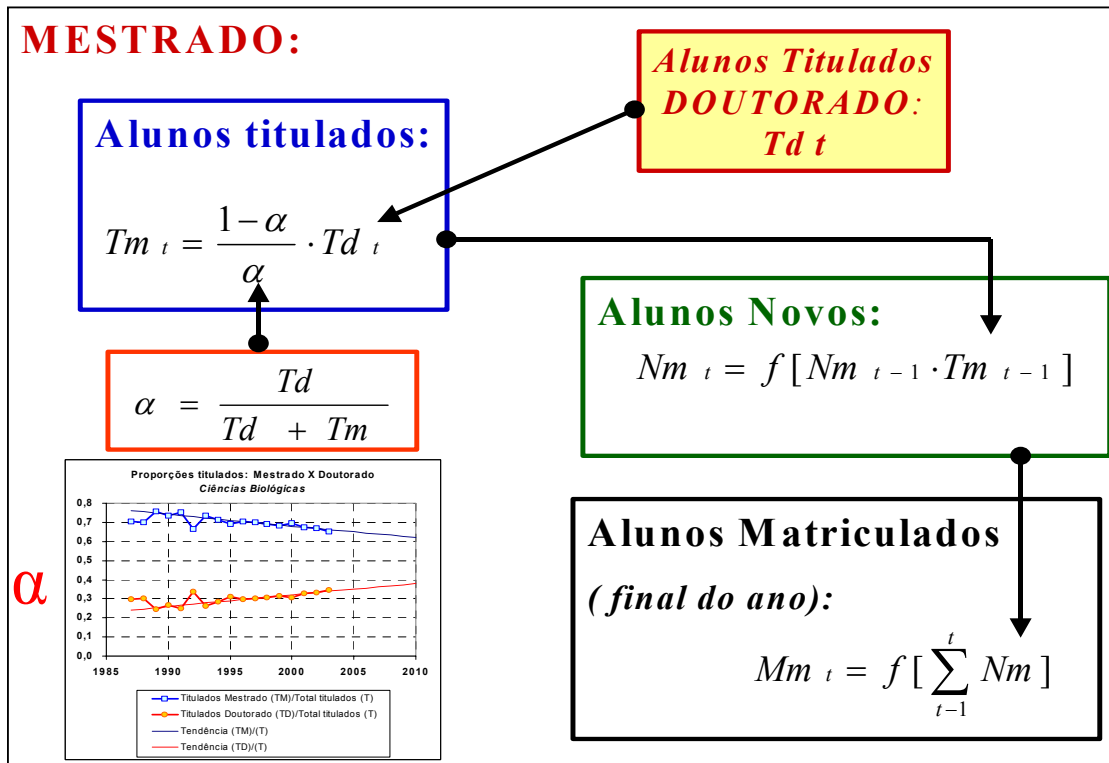 MESTRADO:
Alunos Titulados
DOUTORADO:
Td t
Alunos titulados:
Tm t = 1 − α / α · Td t
α = Td / Td + Tm
Alunos Novos:
Nm t = f [ Nm t − 1 · Tm t − 1 ]
Alunos Matriculados
(final do ano):
Mm t = f [ ∑ t t−1 Nm ]
α
Proporções titulados: Mestrado X Doutorado
Ciências Biológicas
0,8
0,7
0,6
0,5
0,4
0,3
0,2
0,1
0,0
1985 1990 1995 2000 2005 2010
Titulados Mestrado (TM)/Total titulados (T)
Titulados Doutorado (TD)/Total titulados (T)
Tendência (TM)/(T)
Tendência (TD)/(T)